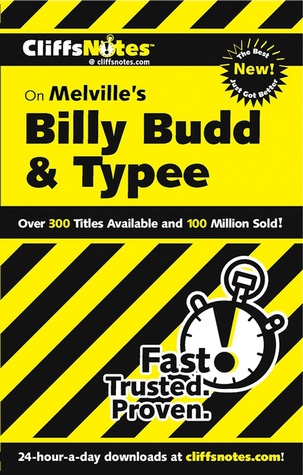 CliffsNotes™
@ cliffsnotes.com
The Best
New!
Just Got Better
On Melville's
Billy Budd
& Typee
Over 300 Titles Available and 100 Million Sold!
Fast.
Trusted.
Proven.
24-hour-a-day downloads at cliffsnotes.com!